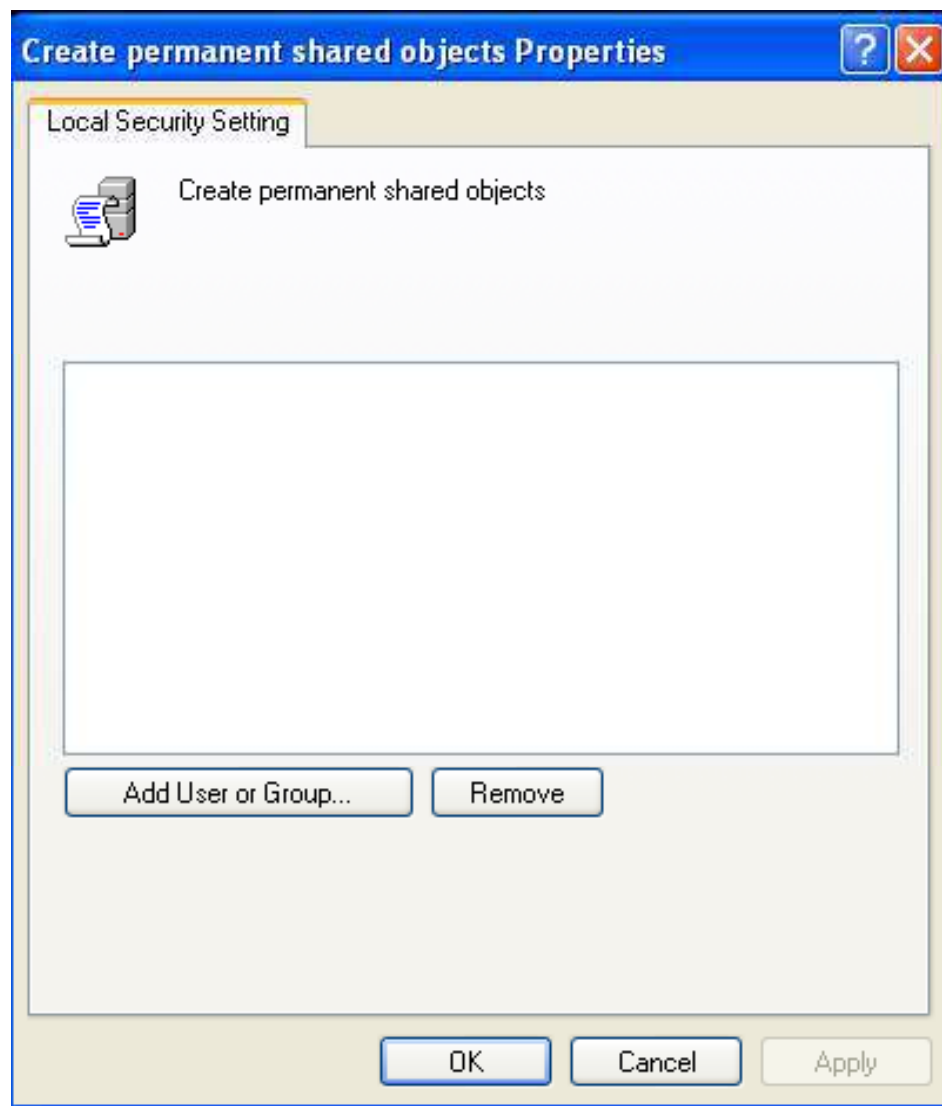 Create permanent shared objects Properties
Local Security Setting
Create permanent shared objects
Add User or Group... Remove
OK Cancel Apply